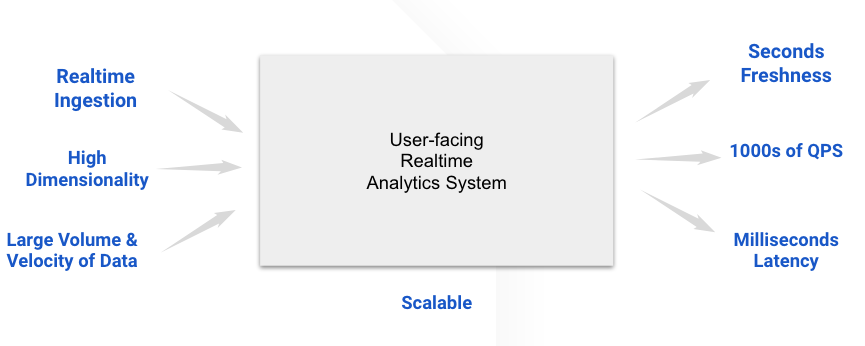 Realtime
Ingestion
High
Dimensionality
Large Volume &
Velocity of Data
User-facing
Realtime
Analytics System
Scalable
Seconds
Freshness
1000s of QPS
Milliseconds
Latency